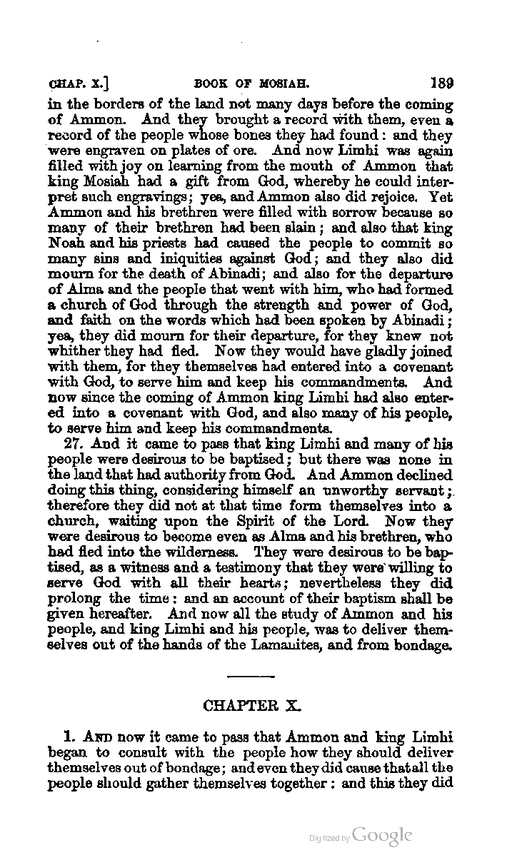 CHAP. X.] BOOK OF MOSIAH. 189
in the borders of the land not many days before the coming
of Ammon. And they brought a record with them, even a
record of the people whose bones they had found: and they
were engraven on plates of ore. And now Limhi was again
filled with joy on learning from the mouth of Ammon that
king Mosiah had a gift from God, whereby he could inter-
pret such engravings; yea, and Ammon also did rejoice. Yet
Ammon and his brethren were filled with sorrow because so
many of their brethren had been slain; and also that king
Noah and his priests had caused the people to commit so
many sins and iniquities against God; and they also did
mourn for the death of Abinadi; and also for the departure
of Alma and the people that went with him, who had formed
a church of God through the strength and power of God,
and faith on the words which had been spoken by Abinadi;
yea, they did mourn for their departure, for they knew not
whither they had fled. Now they would have gladly joined
with them, for they themselves had entered into a covenant
with God, to serve him and keep his commandments. And
now since the coming of Ammon king Limhi had also enter-
ed into a covenant with God, and also many of his people,
to serve him and keep his commandments.
27. And it came to pass that king Limhi and many of his
people were desirous to be baptised; but there was none in
the land that had authority from God. And Ammon declined
doing this thing, considering himself an unworthy servant;
therefore they did not at that time form themselves into a
church, waiting upon the Spirit of the Lord. Now they
were desirous to become even as Alma and his brethren, who
had fled into the wilderness. They were desirous to be bap-
tised, as a witness and a testimony that they were willing to
serve God with all their hearts; nevertheless they did
prolong the time: and an account of their baptism shall be
given hereafter. And now all the study of Ammon and his
people, and king Limhi and his people, was to deliver them-
selves out of the hands of the Lamanites, and from bondage.
CHAPTER X.
1. AND now it came to pass that Ammon and king Limhi
began to consult with the people how they should deliver
themselves out of bondage; and even they did cause that all the
people should gather themselves together: and this they did
Digitized by Google